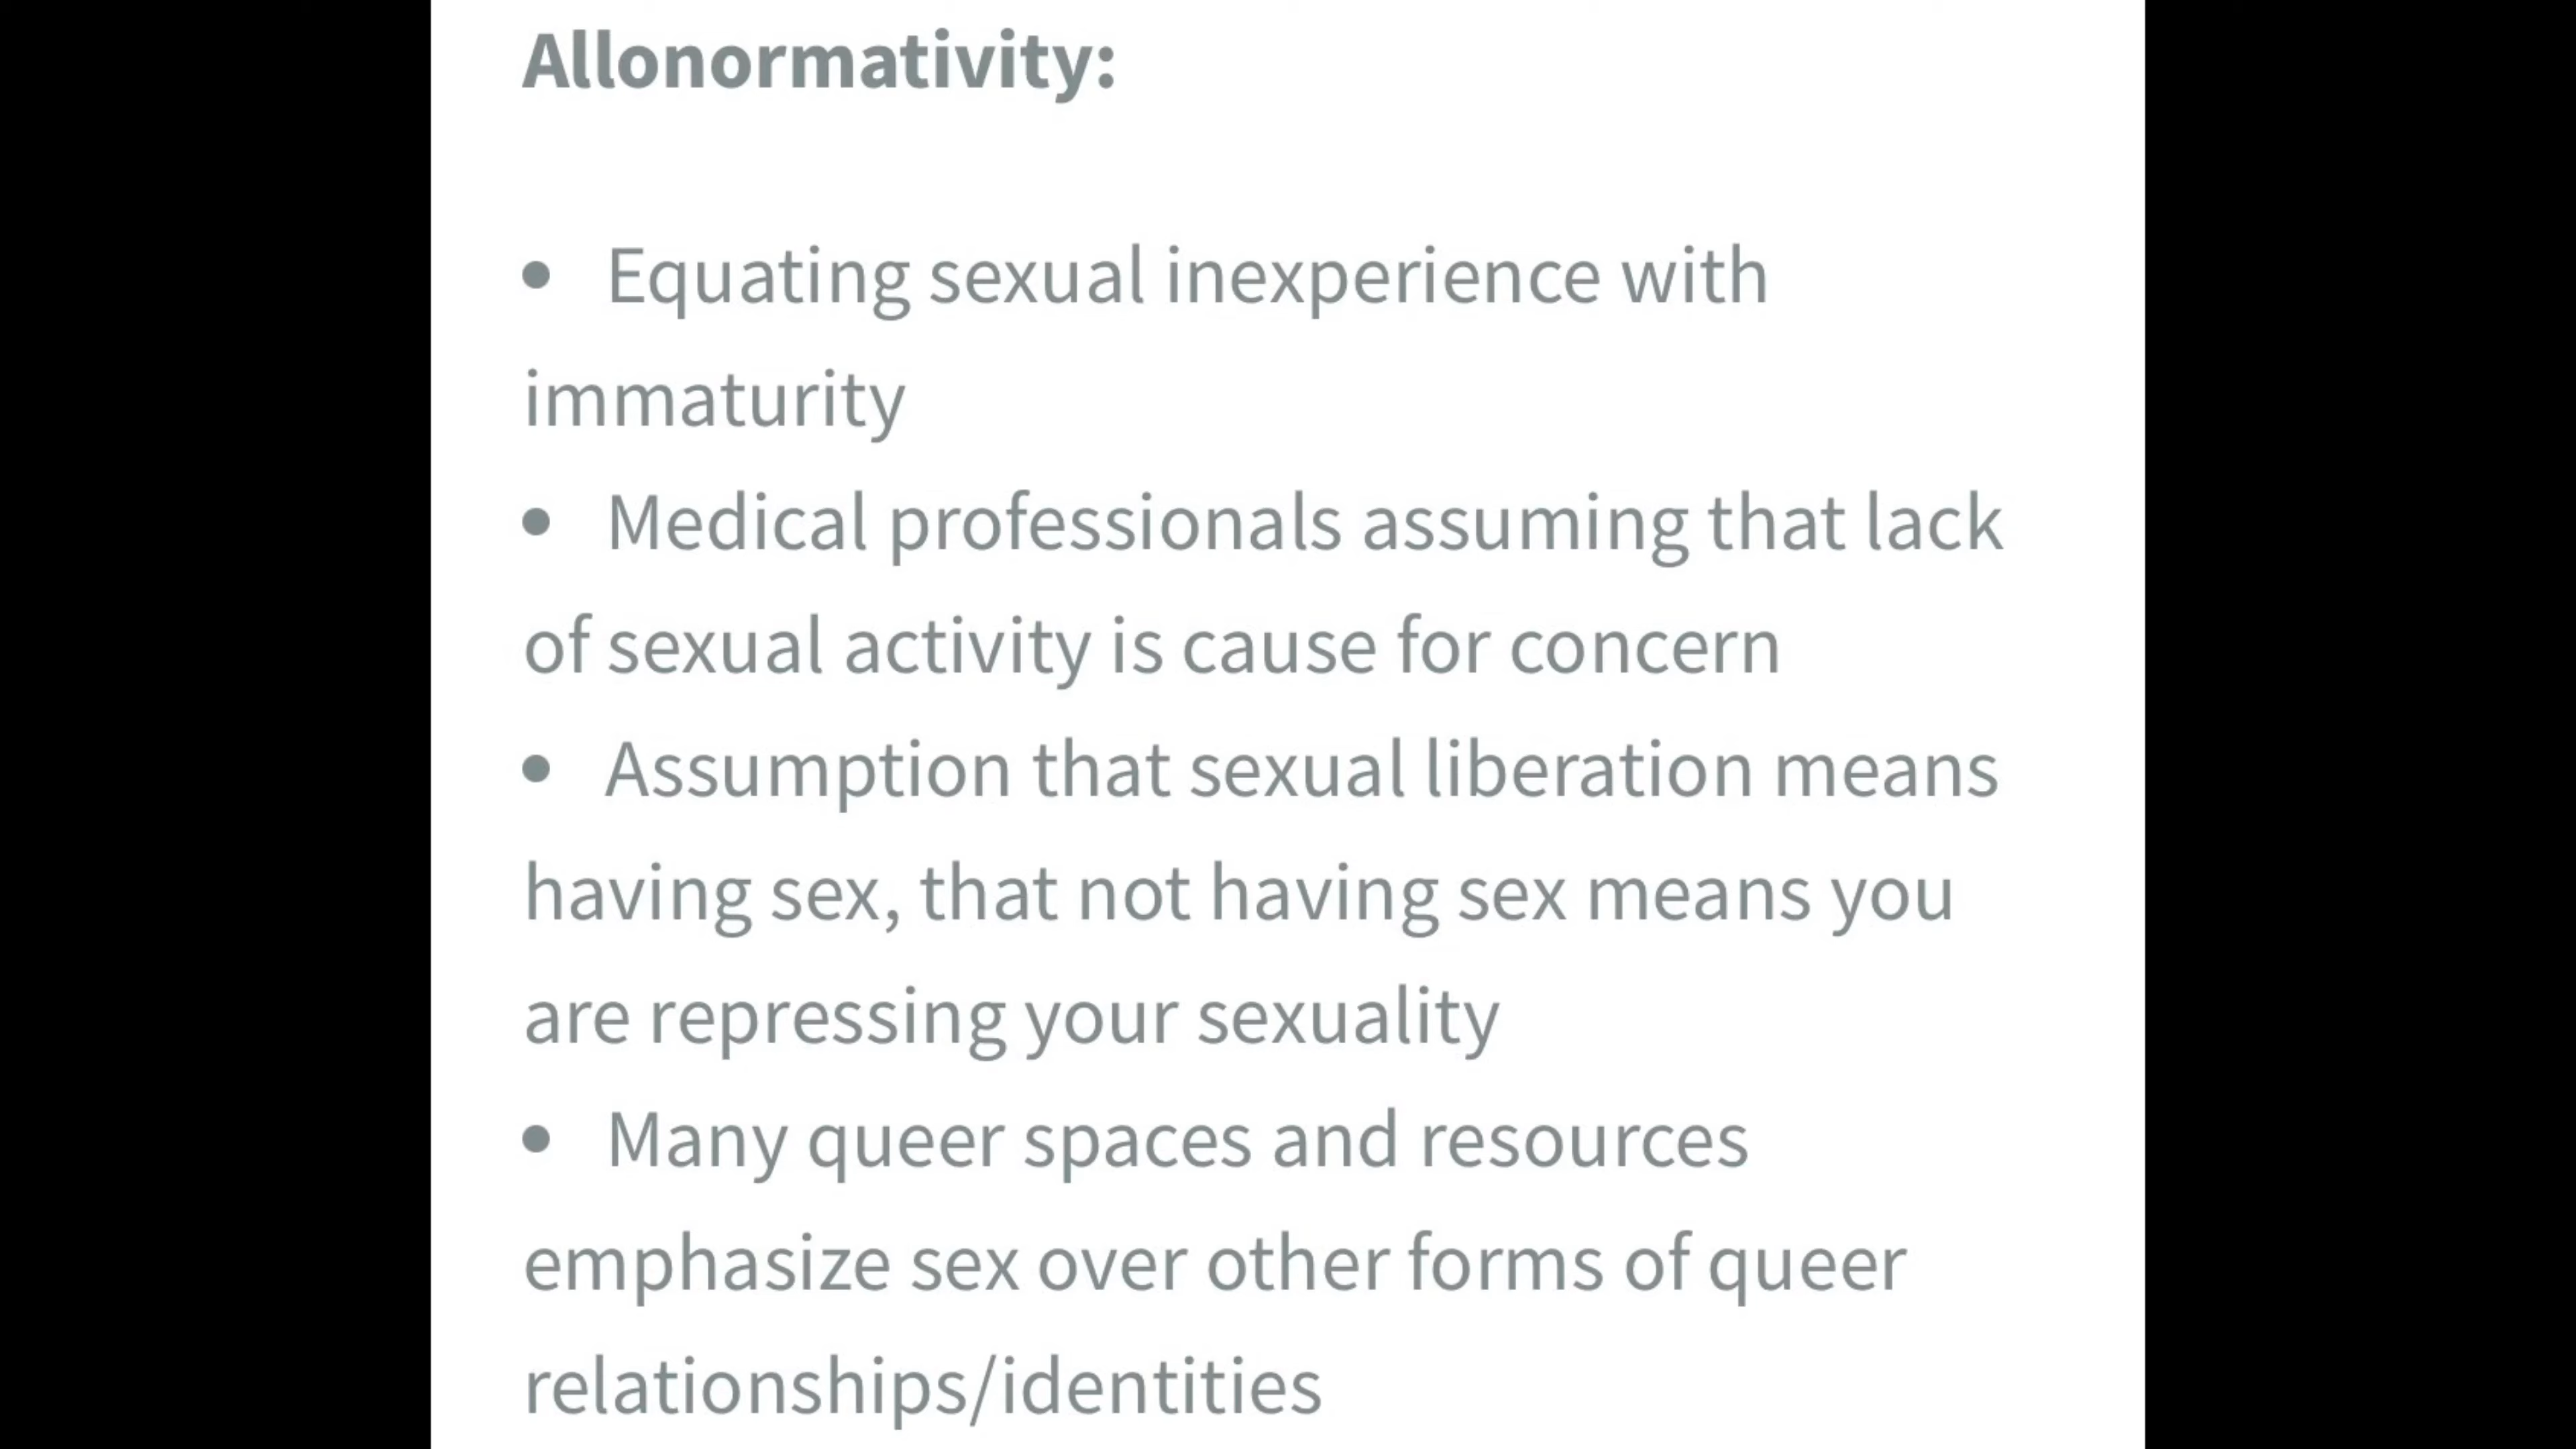 Allonormativity:
• Equating sexual inexperience with
immaturity
• Medical professionals assuming that lack
of sexual activity is cause for concern
• Assumption that sexual liberation means
having sex, that not having sex means you
are repressing your sexuality
• Many queer spaces and resources
emphasize sex over other forms of queer
relationships/identities